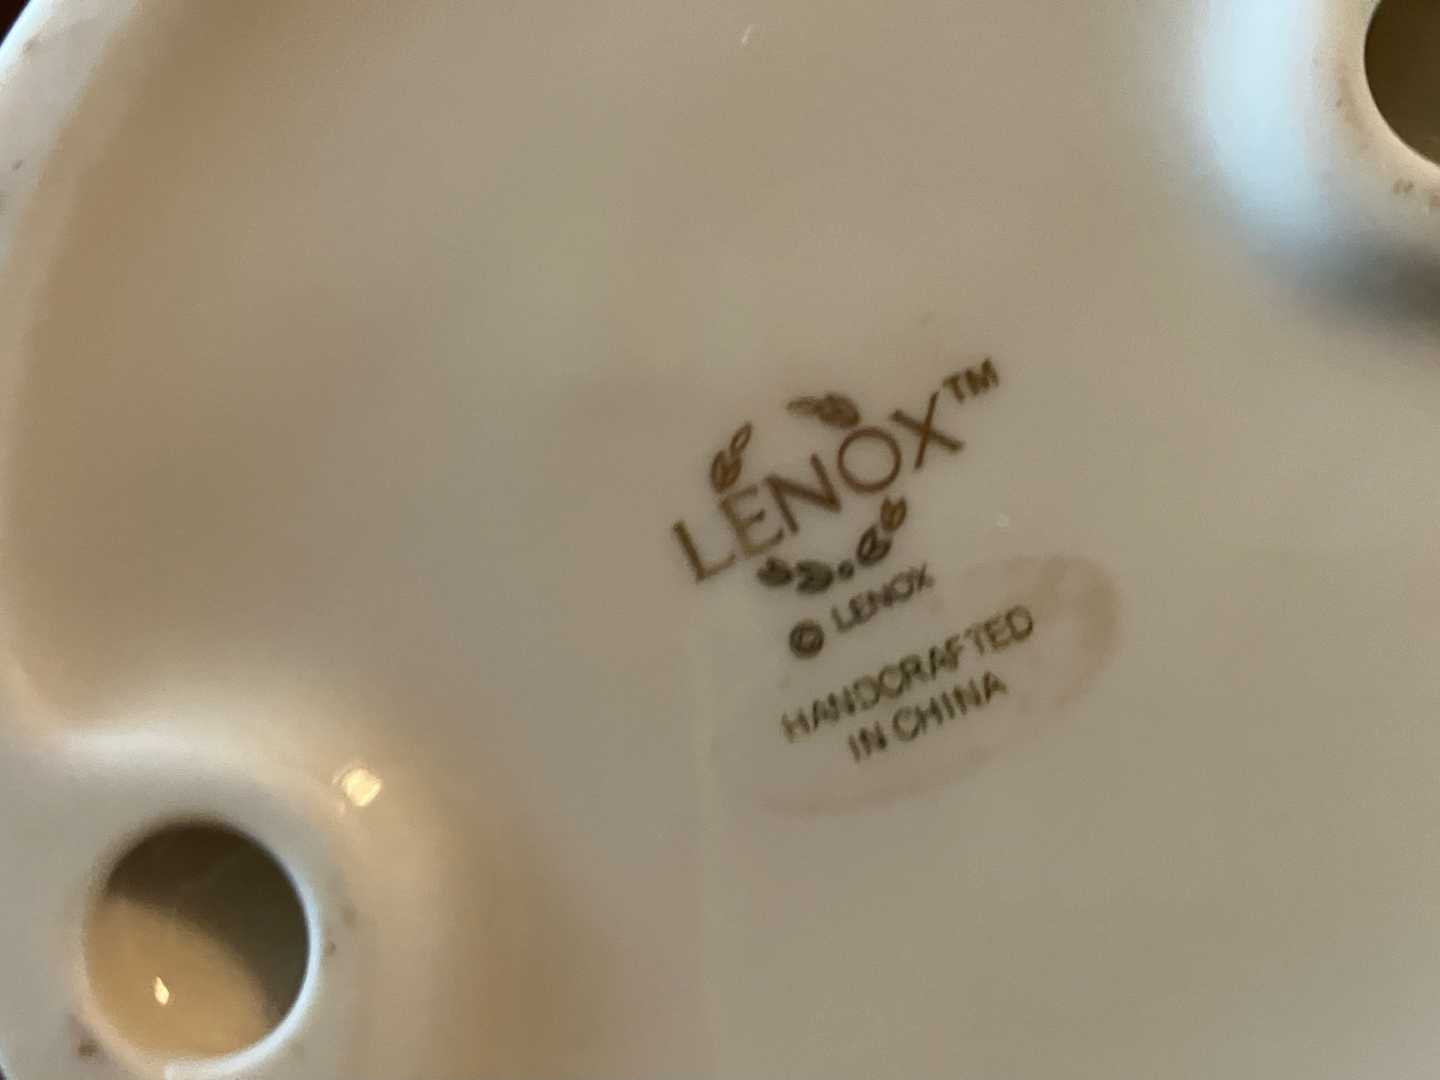 LENOX™
© LENOX
HANDCRAFTED
IN CHINA